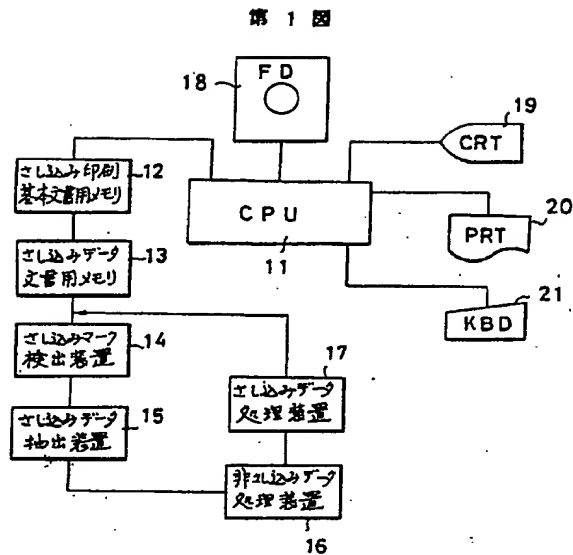 第 1 図
18
FD
19
CRT
さし込み印刷
基本文書用メモリ
12
CPU
11
20
PRT
さし込みデータ
文書用メモリ
13
21
KBD
さし込みマーク
検出装置
14
17
さし込みデータ
処理装置
さし込みデータ
抽出装置
15
非さし込みデータ
処理装置
16